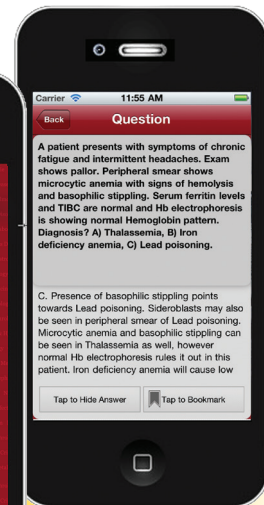 Carrier 11:55 AM
Back Question
A patient presents with symptoms of chronic
fatigue and intermittent headaches. Exam
shows pallor. Peripheral smear shows
microcytic anemia with signs of hemolysis
and basophilic stippling. Serum ferritin levels
and TIBC are normal and Hb electrophoresis
is showing normal Hemoglobin pattern.
Diagnosis? A) Thalassemia, B) Iron
deficiency anemia, C) Lead poisoning.
C. Presence of basophilic stippling points
towards Lead poisoning. Sideroblasts may also
be seen in peripheral smear of Lead poisoning.
Microcytic anemia and basophilic stippling can
be seen in Thalassemia as well, however
normal Hb electrophoresis rules it out in this
patient. Iron deficiency anemia will cause low
Tap to Hide Answer Tap to Bookmark